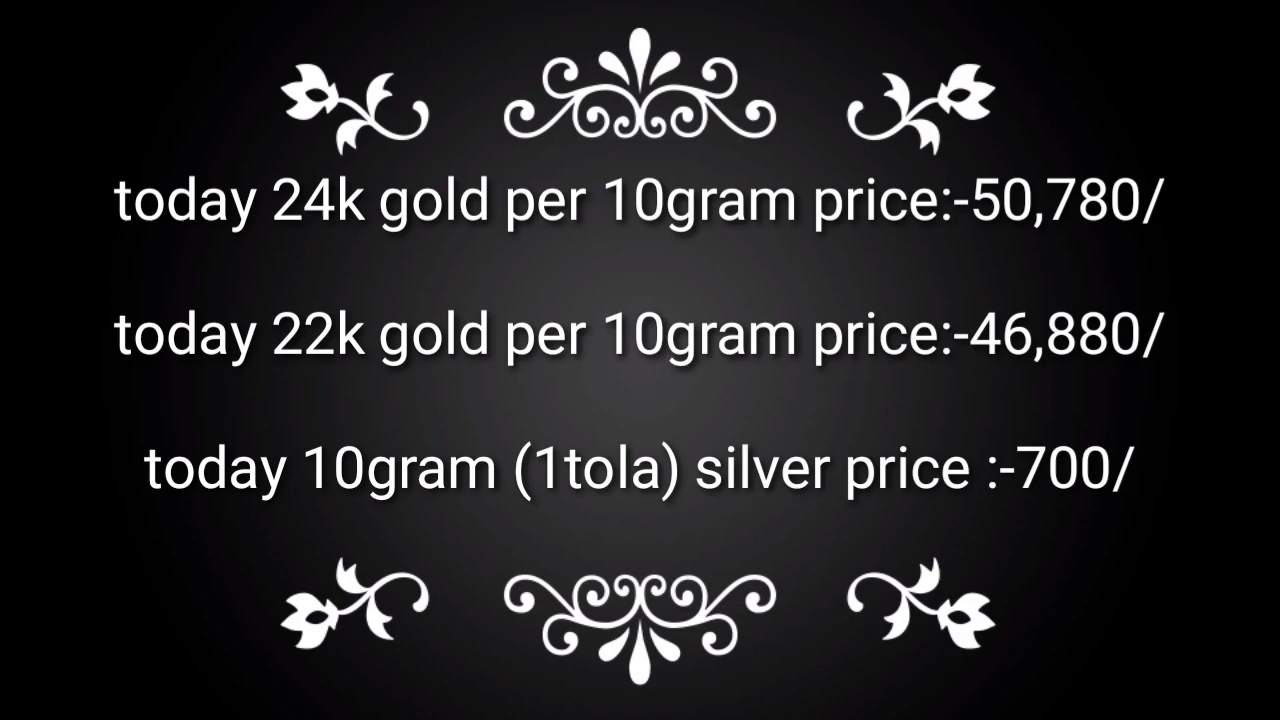 today 24k gold per 10gram price:-50,780/
today 22k gold per 10gram price:-46,880/
today 10gram (1tola) silver price :-700/